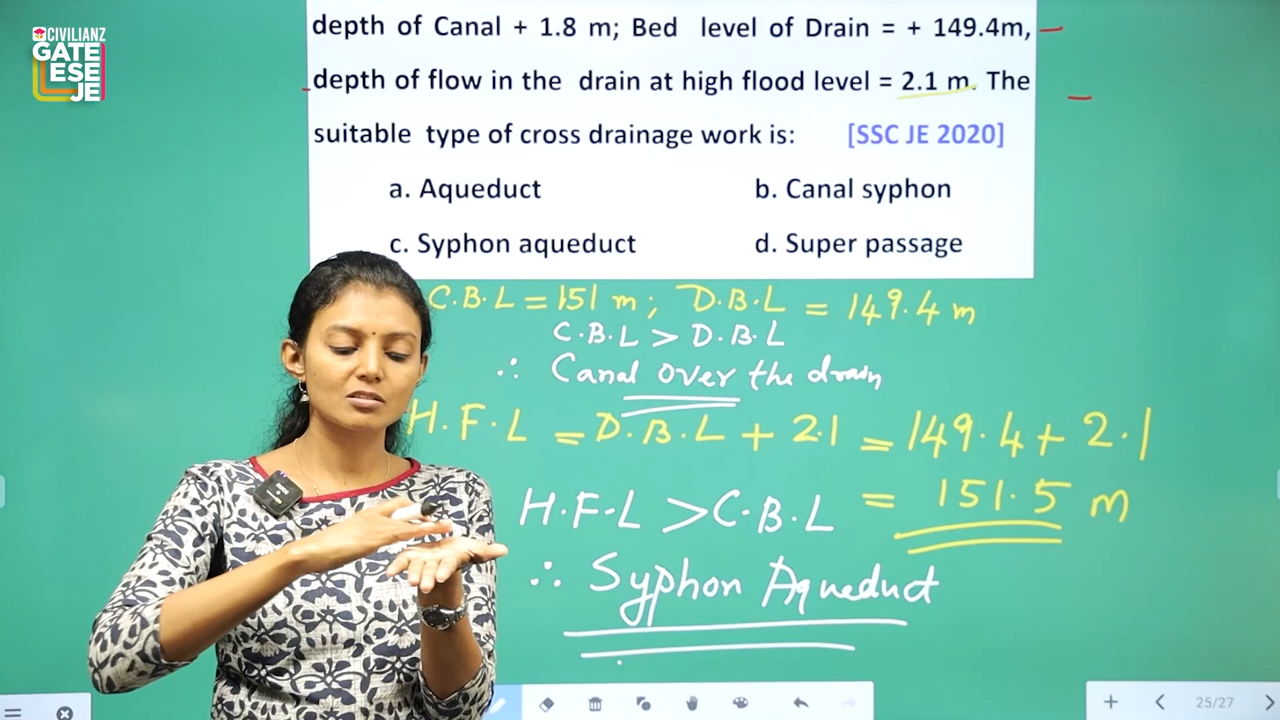 CIVILIANZ
GATE
ESE
JE
depth of Canal + 1.8 m; Bed level of Drain = + 149.4m,
depth of flow in the drain at high flood level = 2.1 m. The
suitable type of cross drainage work is: [SSC JE 2020]
a. Aqueduct b. Canal syphon
c. Syphon aqueduct d. Super passage
C.B.L = 151 m; D.B.L = 149.4 m
C.B.L > D.B.L
∴ Canal over the drain
H.F.L = D.B.L + 2.1 = 149.4 + 2.1
H.F.L > C.B.L = 151.5 m
∴ Syphon Aqueduct
25/27